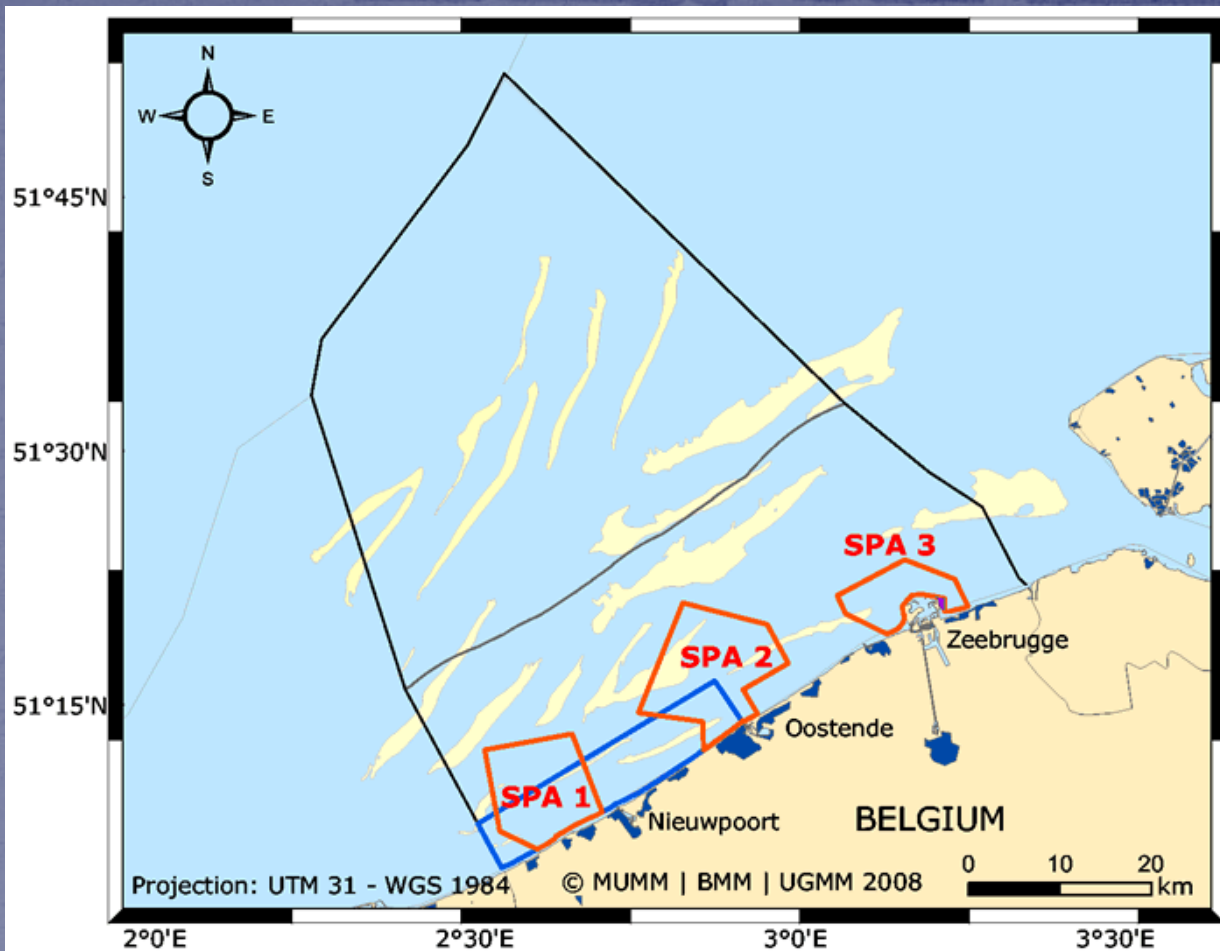 N
W E
S
51°45'N
51°30'N
SPA 3
Zeebrugge
SPA 2
51°15'N
Oostende
SPA 1
Nieuwpoort
BELGIUM
0 10 20
km
Projection: UTM 31 - WGS 1984 © MUMM | BMM | UGMM 2008
2°0'E 2°30'E 3°0'E 3°30'E